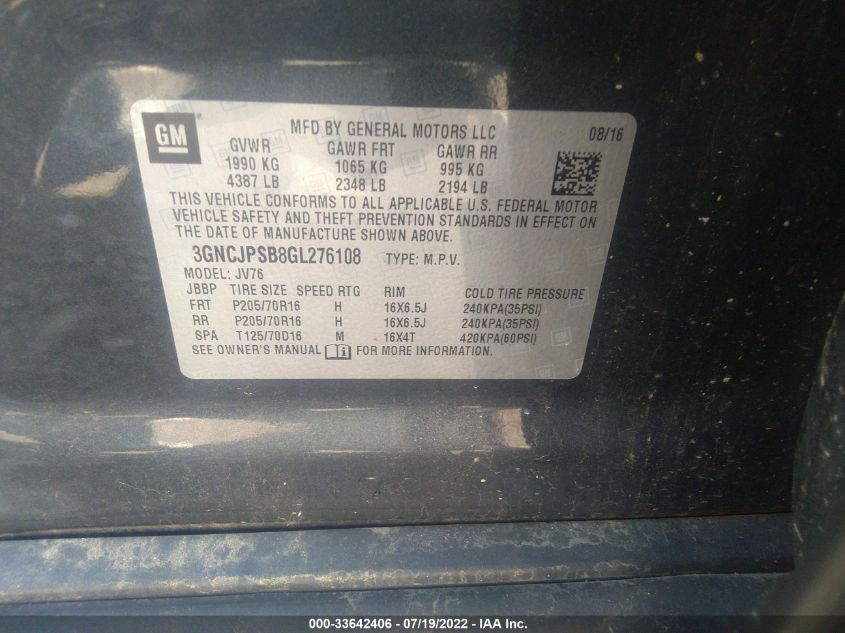 GM
MFD BY GENERAL MOTORS LLC 08/16
GVWR GAWR FRT GAWR RR
1990 KG 1065 KG 995 KG
4387 LB 2348 LB 2194 LB
THIS VEHICLE CONFORMS TO ALL APPLICABLE U.S. FEDERAL MOTOR
VEHICLE SAFETY AND THEFT PREVENTION STANDARDS IN EFFECT ON
THE DATE OF MANUFACTURE SHOWN ABOVE.
3GNCJPSB8GL276108 TYPE: M.P.V.
MODEL: JV76
JBBP TIRE SIZE SPEED RTG RIM COLD TIRE PRESSURE
FRT P205/70R16 H 16X6.5J 240KPA(35PSI)
RR P205/70R16 H 16X6.5J 240KPA(35PSI)
SPA T125/70D16 M 16X4T 420KPA(60PSI)
SEE OWNER'S MANUAL FOR MORE INFORMATION.
000-33642406 - 07/19/2022 - IAA Inc.